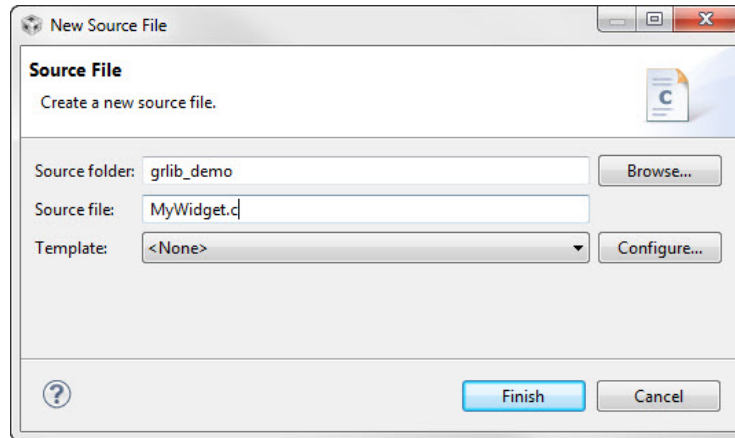 New Source File
Source File
Create a new source file.
C
Source folder: grlib_demo Browse...
Source file: MyWidget.c
Template: <None> Configure...
? Finish Cancel